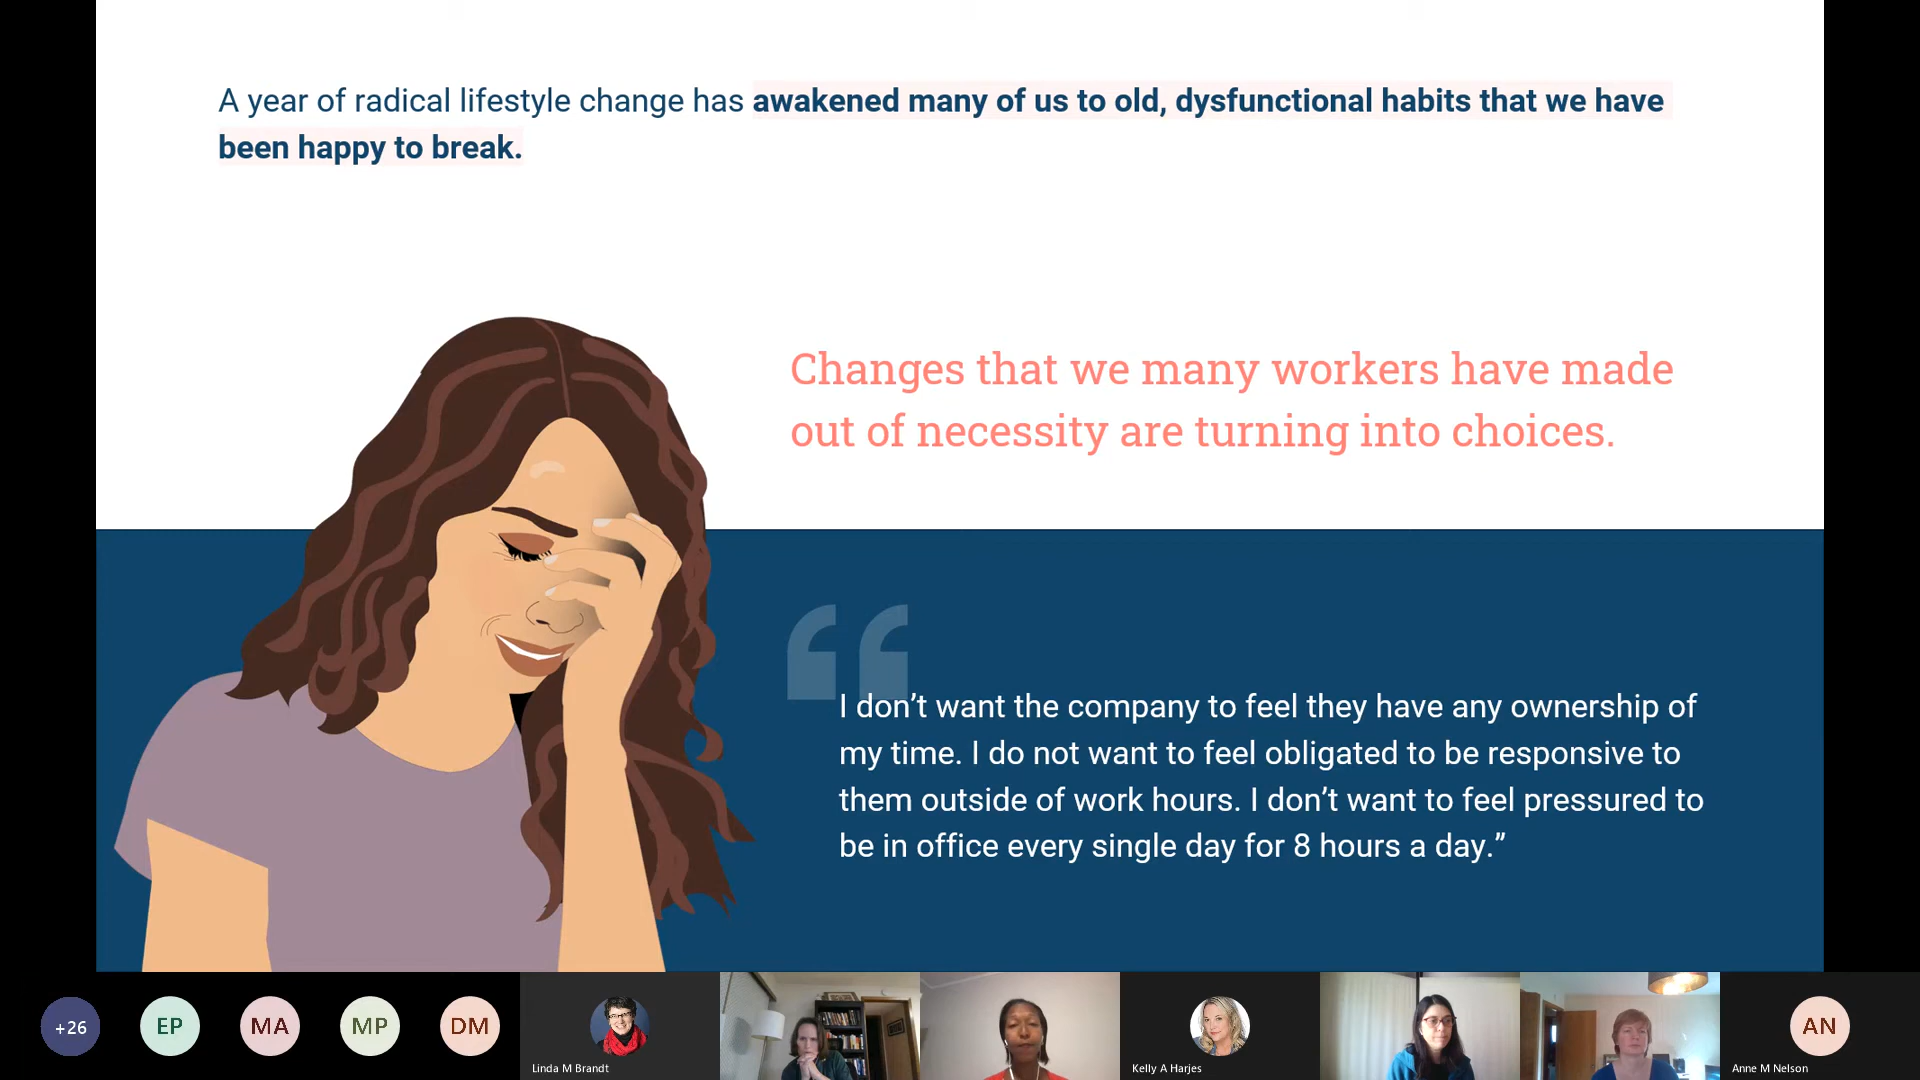 A year of radical lifestyle change has awakened many of us to old, dysfunctional habits that we have
been happy to break.
Changes that we many workers have made
out of necessity are turning into choices.
“
I don’t want the company to feel they have any ownership of
my time. I do not want to feel obligated to be responsive to
them outside of work hours. I don’t want to feel pressured to
be in office every single day for 8 hours a day.”
+26
EP
MA
MP
DM
Linda M Brandt
Kelly A Harjes
AN
Anne M Nelson